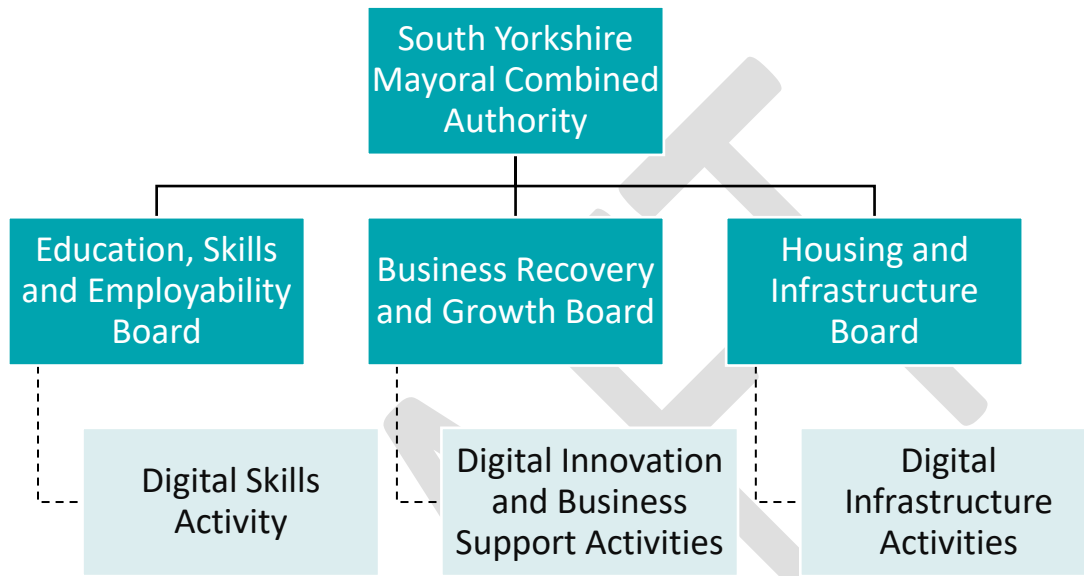 South Yorkshire
Mayoral Combined
Authority
Education, Skills
and Employability
Board
Business Recovery
and Growth Board
Housing and
Infrastructure
Board
Digital Skills
Activity
Digital Innovation
and Business
Support Activities
Digital
Infrastructure
Activities